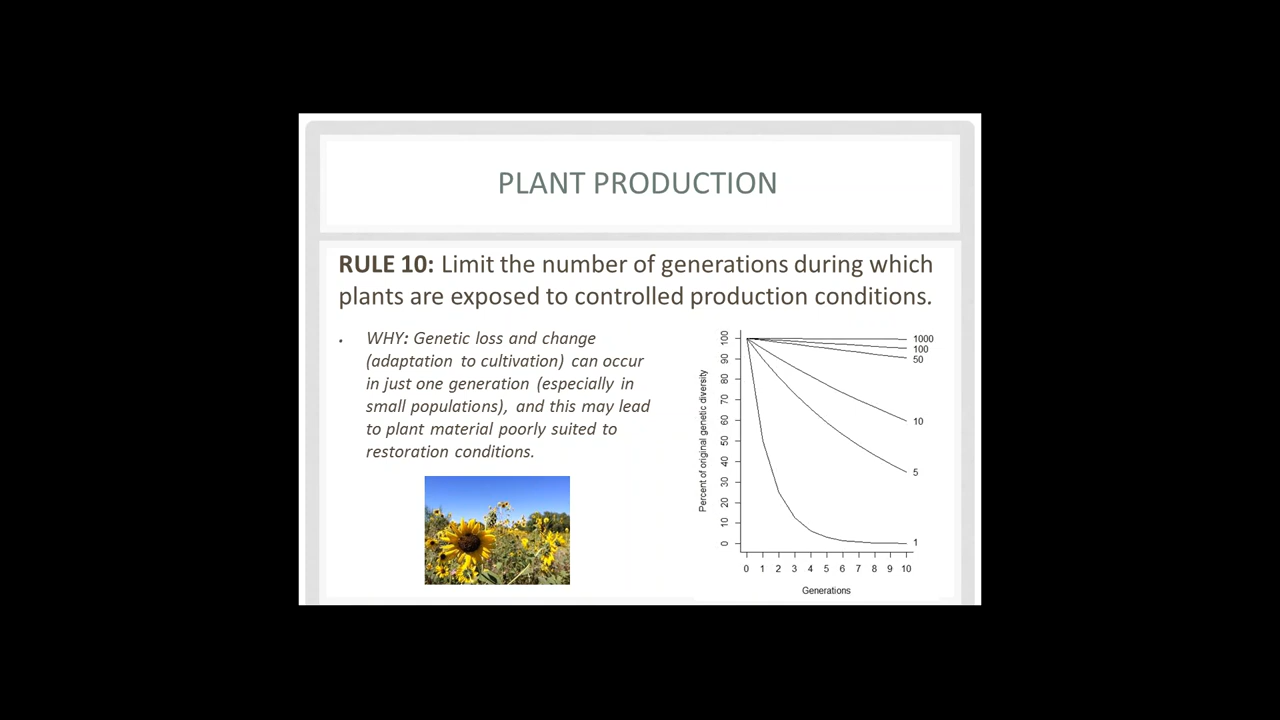 PLANT PRODUCTION
RULE 10: Limit the number of generations during which
plants are exposed to controlled production conditions.
• WHY: Genetic loss and change
(adaptation to cultivation) can occur
in just one generation (especially in
small populations), and this may lead
to plant material poorly suited to
restoration conditions.
Percent of original genetic diversity
100
90
80
70
60
50
40
30
20
10
0
1000
100
50
10
5
1
0 1 2 3 4 5 6 7 8 9 10
Generations